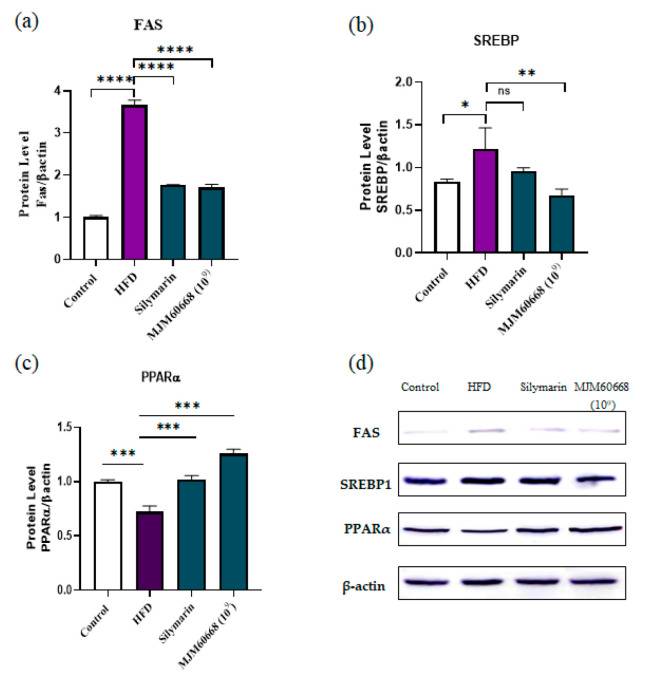 (a)
FAS
****
****
****
Protein Level
Fas/βactin
4
3
2
1
0
Control
HFD
Silymarin
MJM60668 (10⁹)
(b)
SREBP
**
ns
*
Protein Level
SREBP/βactin
2.0
1.5
1.0
0.5
0.0
Control
HFD
Silymarin
MJM60668 (10⁹)
(c)
PPARα
***
***
***
Protein Level
PPARα/βactin
1.5
1.0
0.5
0.0
Control
HFD
Silymarin
MJM60668 (10⁹)
(d)
Control HFD Silymarin MJM60668
(10⁹)
FAS
SREBP1
PPARα
β-actin